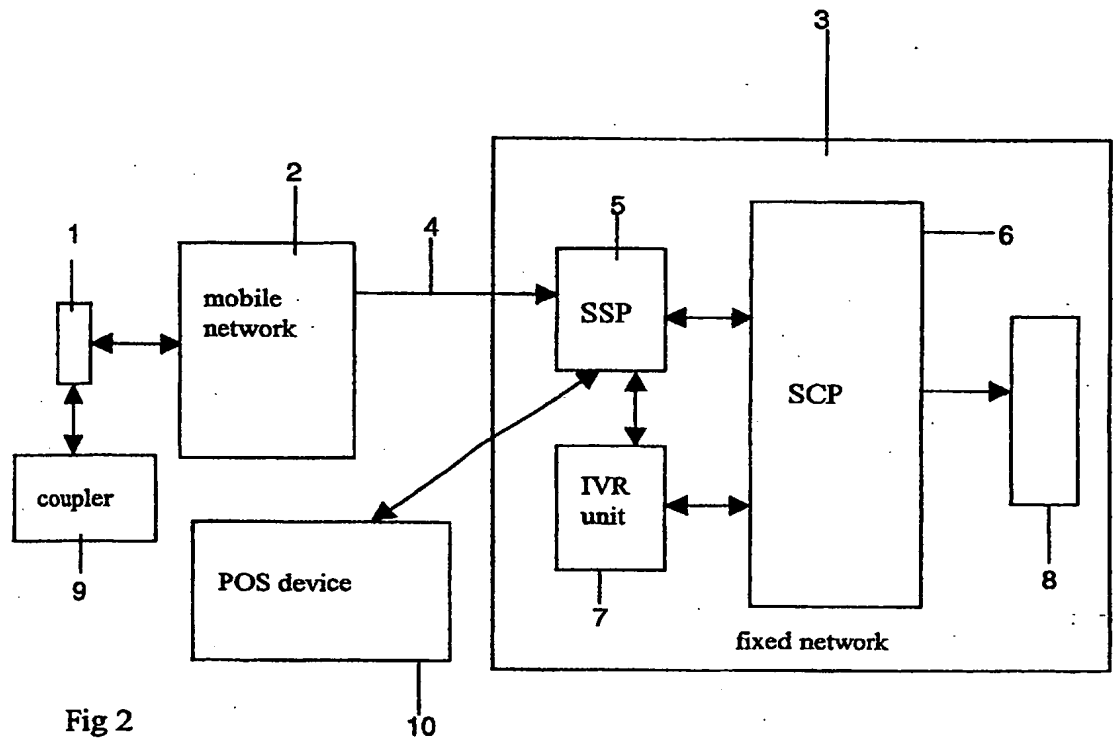 3
2
1
4
5
6
mobile
network
SSP
SCP
coupler
IVR
unit
9
POS device
7
8
fixed network
10
Fig 2